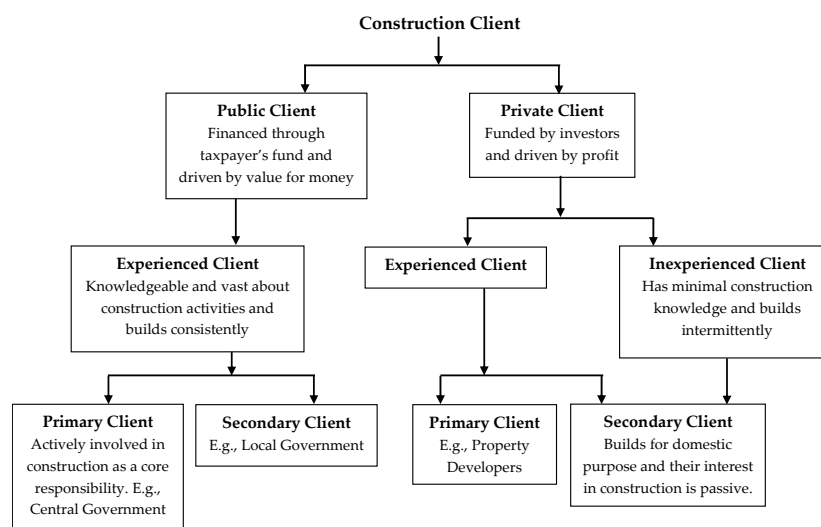 Construction Client
Public Client
Financed through
taxpayer's fund and
driven by value for money
Private Client
Funded by investors
and driven by profit
Experienced Client
Knowledgeable and vast about
construction activities and
builds consistently
Experienced Client
Inexperienced Client
Has minimal construction
knowledge and builds
intermittently
Primary Client
Actively involved in
construction as a core
responsibility. E.g.,
Central Government
Secondary Client
E.g., Local Government
Primary Client
E.g., Property
Developers
Secondary Client
Builds for domestic
purpose and their interest
in construction is passive.